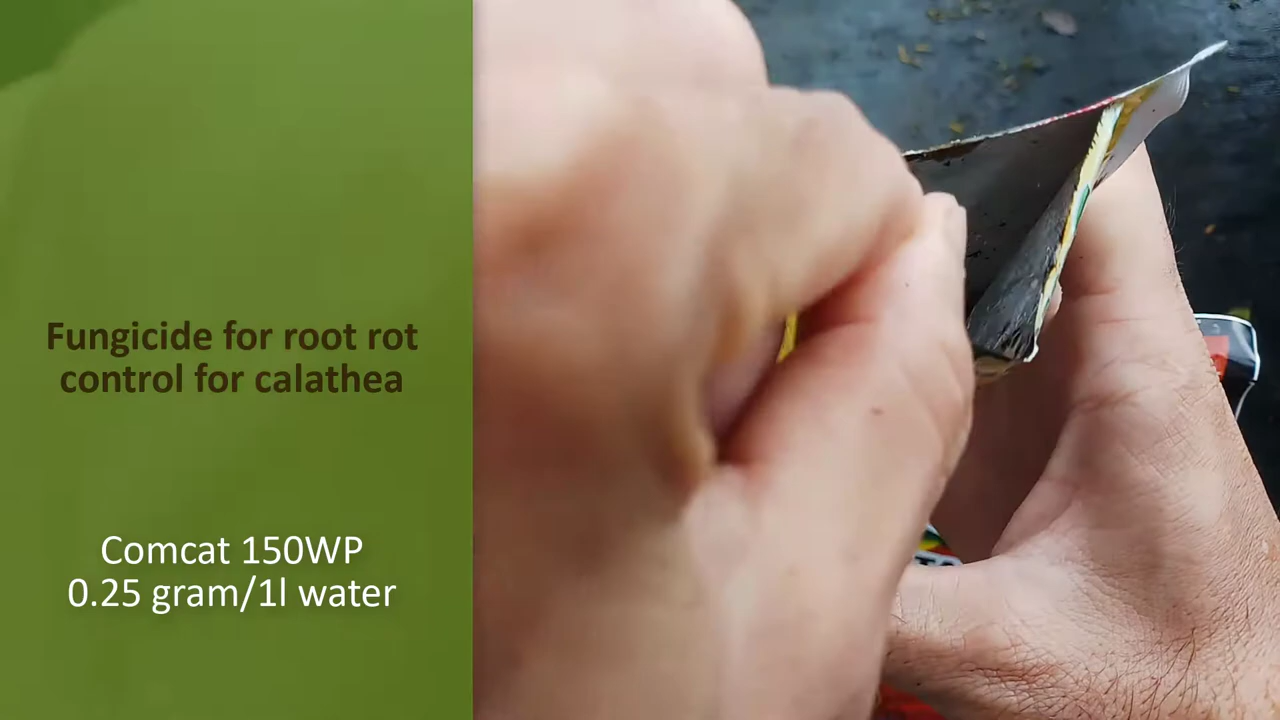 Fungicide for root rot
control for calathea
Comcat 150WP
0.25 gram/1l water